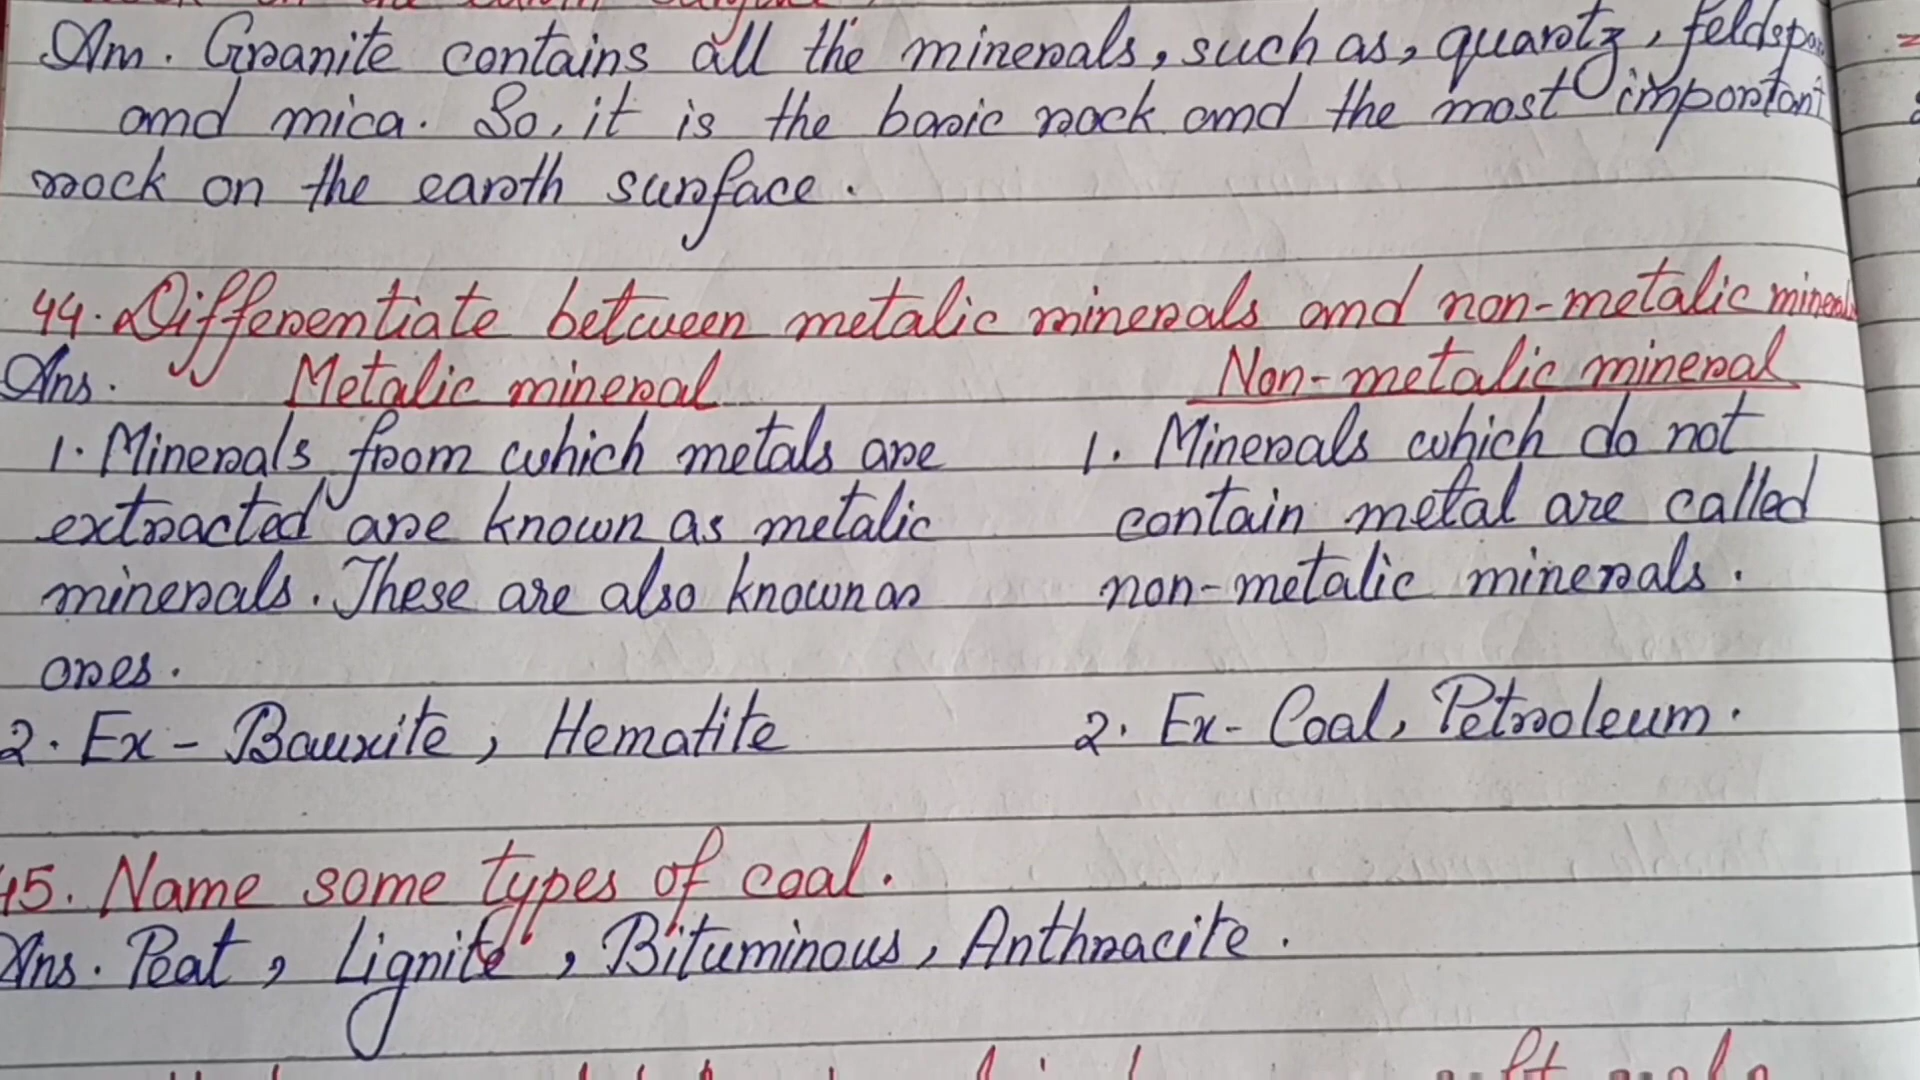 Ans. Granite contains all the minerals, such as, quartz, feldspar
and mica. So, it is the basic rock and the most important
rock on the earth surface.
44. Differentiate between metalic minerals and non-metalic minerals
Ans. Metalic mineral Non-metalic mineral
1. Minerals from which metals are 1. Minerals which do not
extracted are known as metalic contain metal are called
minerals. These are also known as non-metalic minerals.
ores.
2. Ex - Bauxite, Hematite 2. Ex- Coal, Petroleum.
45. Name some types of coal.
Ans. Peat, Lignite, Bituminous, Anthracite.